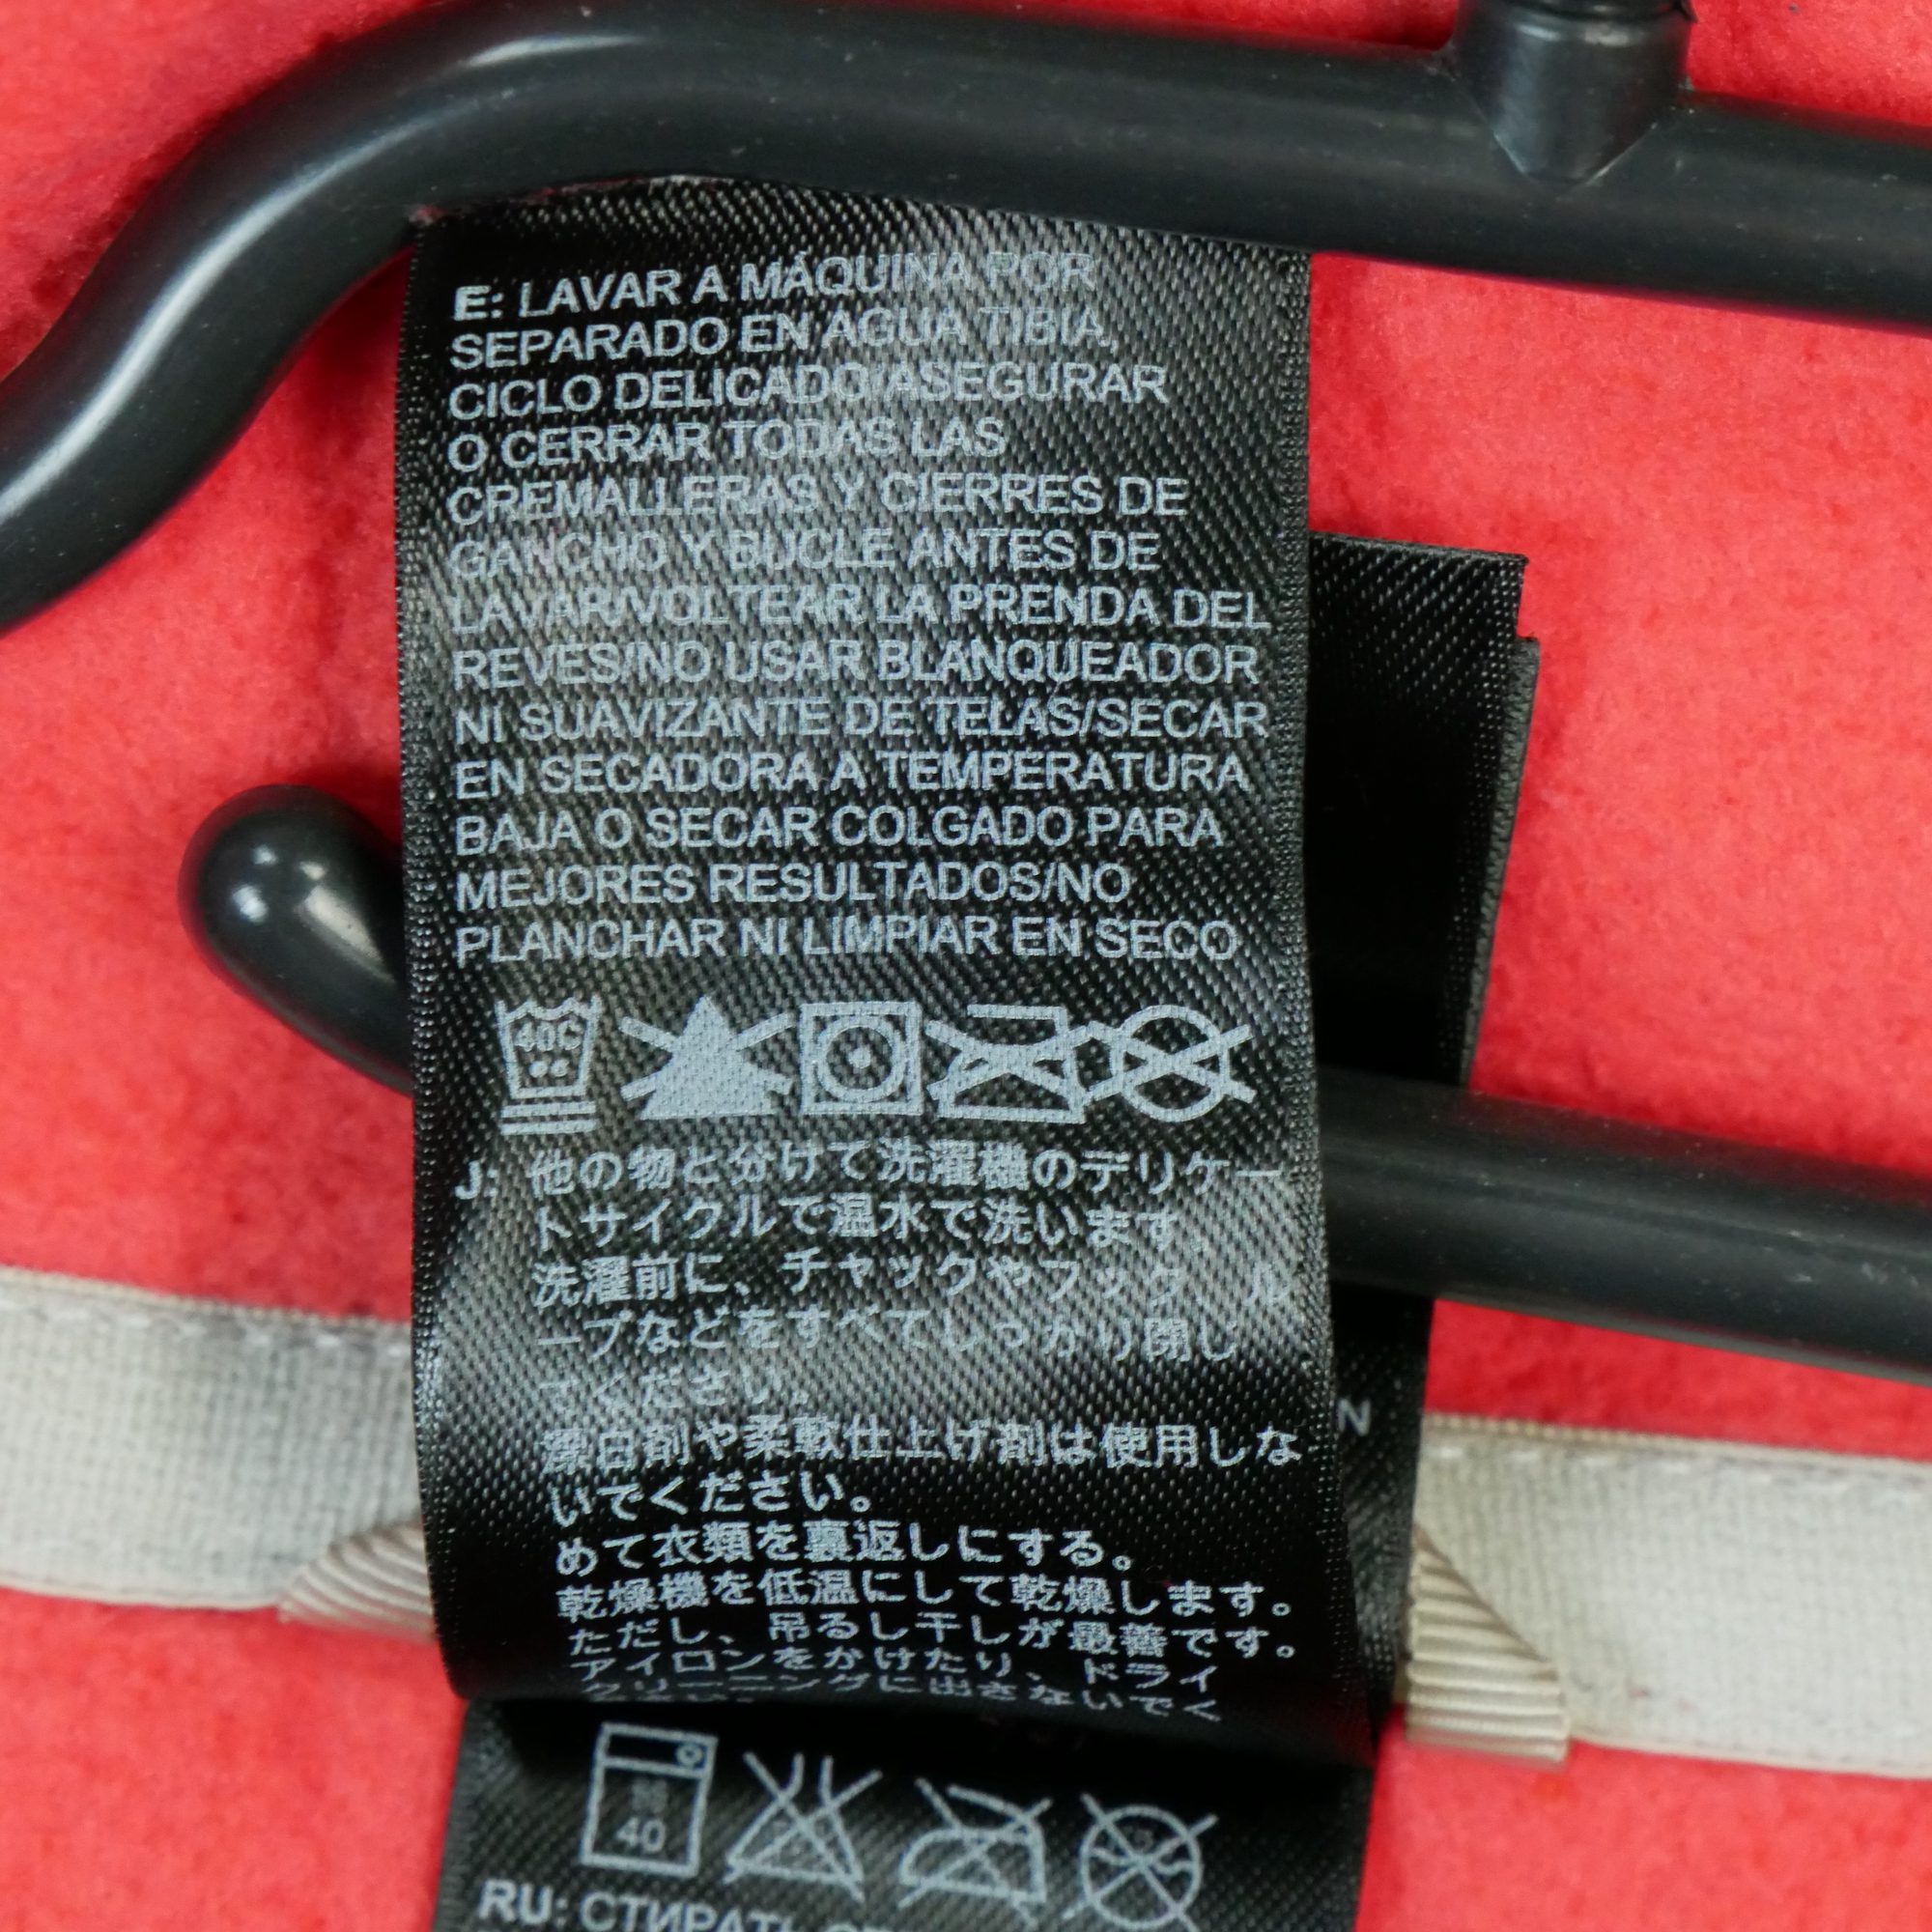 E: LAVAR A MÁQUINA POR
SEPARADO EN AGUA TIBIA,
CICLO DELICADO/ASEGURAR
O CERRAR TODAS LAS
CREMALLERAS Y CIERRES DE
GANCHO Y BUCLE ANTES DE
LAVAR/VOLTEAR LA PRENDA DEL
REVES/NO USAR BLANQUEADOR
NI SUAVIZANTE DE TELAS/SECAR
EN SECADORA A TEMPERATURA
BAJA O SECAR COLGADO PARA
MEJORES RESULTADOS/NO
PLANCHAR NI LIMPIAR EN SECO
40C
J: 他の物と分けて洗濯機のデリケー
トサイクルで温水で洗います。
洗濯前に、チャックやフック、ル
ープなどをすべてしっかり閉じ
てください。
漂白剤や柔軟仕上げ剤は使用しな
いでください。
めて衣類を裏返しにする。
乾燥機を低温にして乾燥します。
ただし、吊るし干しが最善です。
アイロンをかけたり、ドライ
クリーニングに出さないでく
N
40
RU: СТИРАТЬ